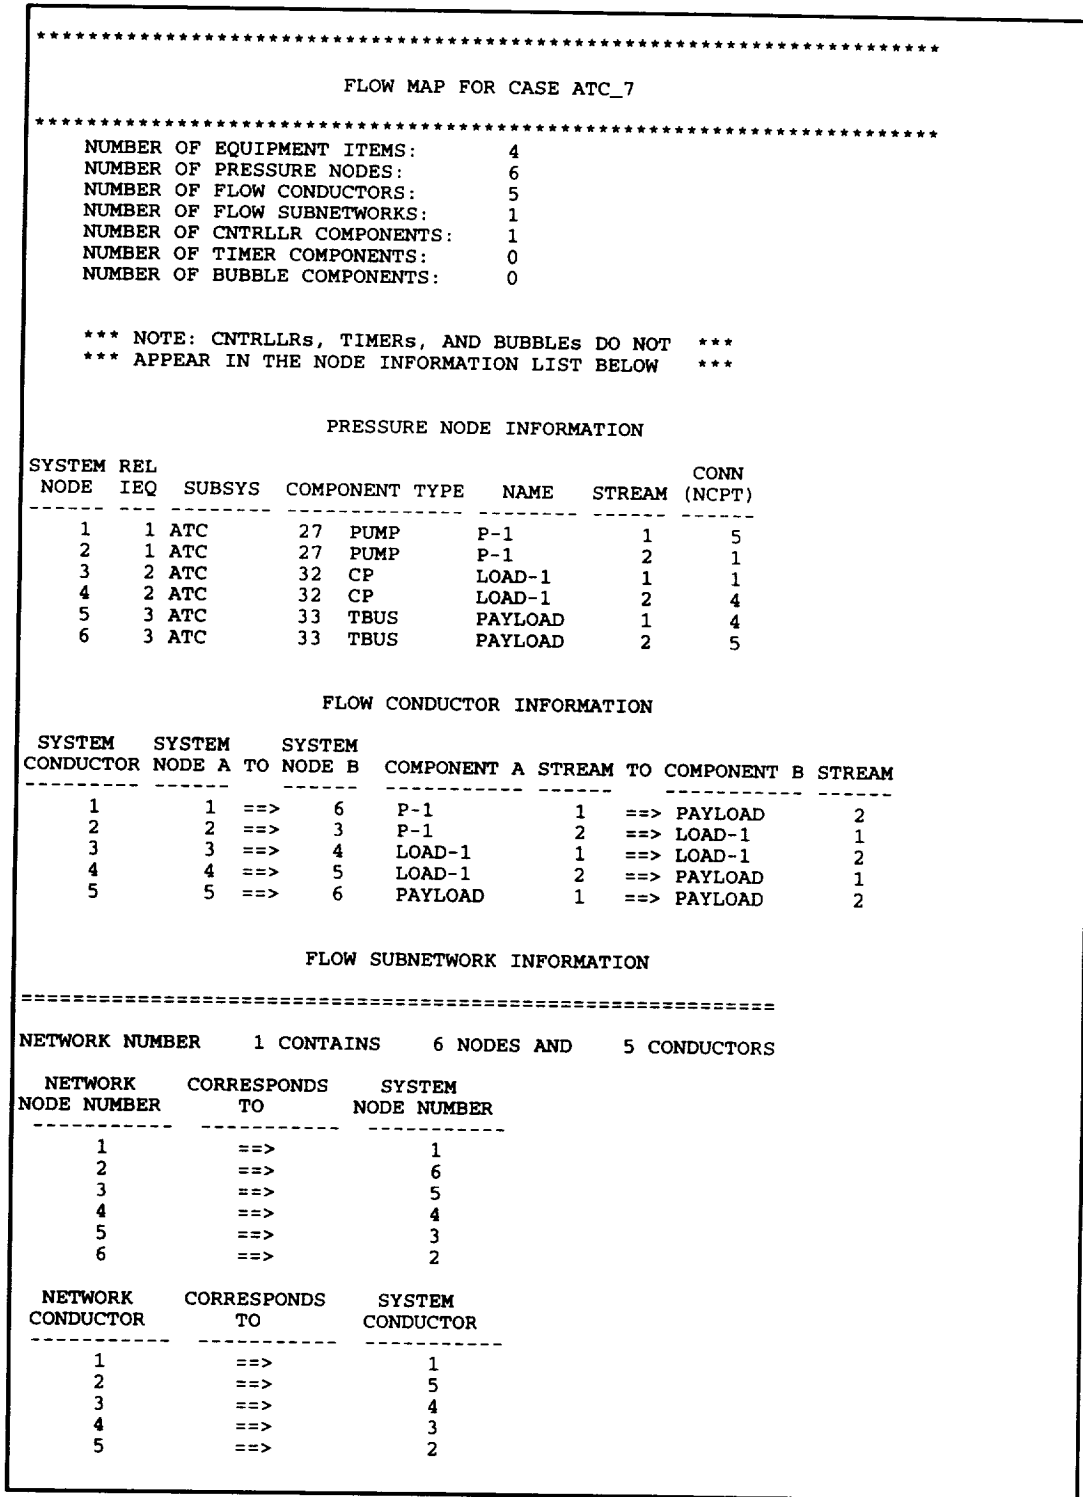 ***********************************************************************
FLOW MAP FOR CASE ATC_7
***********************************************************************
NUMBER OF EQUIPMENT ITEMS: 4
NUMBER OF PRESSURE NODES: 6
NUMBER OF FLOW CONDUCTORS: 5
NUMBER OF FLOW SUBNETWORKS: 1
NUMBER OF CNTRLLR COMPONENTS: 1
NUMBER OF TIMER COMPONENTS: 0
NUMBER OF BUBBLE COMPONENTS: 0
*** NOTE: CNTRLLRs, TIMERs, AND BUBBLEs DO NOT ***
*** APPEAR IN THE NODE INFORMATION LIST BELOW ***
PRESSURE NODE INFORMATION
SYSTEM REL CONN
NODE IEQ SUBSYS COMPONENT TYPE NAME STREAM (NCPT)
------ --- -------- -------------- -------- ------ ------
1 1 ATC 27 PUMP P-1 1 5
2 1 ATC 27 PUMP P-1 2 1
3 2 ATC 32 CP LOAD-1 1 1
4 2 ATC 32 CP LOAD-1 2 4
5 3 ATC 33 TBUS PAYLOAD 1 4
6 3 ATC 33 TBUS PAYLOAD 2 5
FLOW CONDUCTOR INFORMATION
SYSTEM SYSTEM SYSTEM
CONDUCTOR NODE A TO NODE B COMPONENT A STREAM TO COMPONENT B STREAM
--------- ------ ------ ----------- ------ ----------- ------
1 1 ==> 6 P-1 1 ==> PAYLOAD 2
2 2 ==> 3 P-1 2 ==> LOAD-1 1
3 3 ==> 4 LOAD-1 1 ==> LOAD-1 2
4 4 ==> 5 LOAD-1 2 ==> PAYLOAD 1
5 5 ==> 6 PAYLOAD 1 ==> PAYLOAD 2
FLOW SUBNETWORK INFORMATION
===========================================================
NETWORK NUMBER 1 CONTAINS 6 NODES AND 5 CONDUCTORS
NETWORK CORRESPONDS SYSTEM
NODE NUMBER TO NODE NUMBER
----------- ----------- -----------
1 ==> 1
2 ==> 6
3 ==> 5
4 ==> 4
5 ==> 3
6 ==> 2
NETWORK CORRESPONDS SYSTEM
CONDUCTOR TO CONDUCTOR
----------- ----------- -----------
1 ==> 1
2 ==> 5
3 ==> 4
4 ==> 3
5 ==> 2